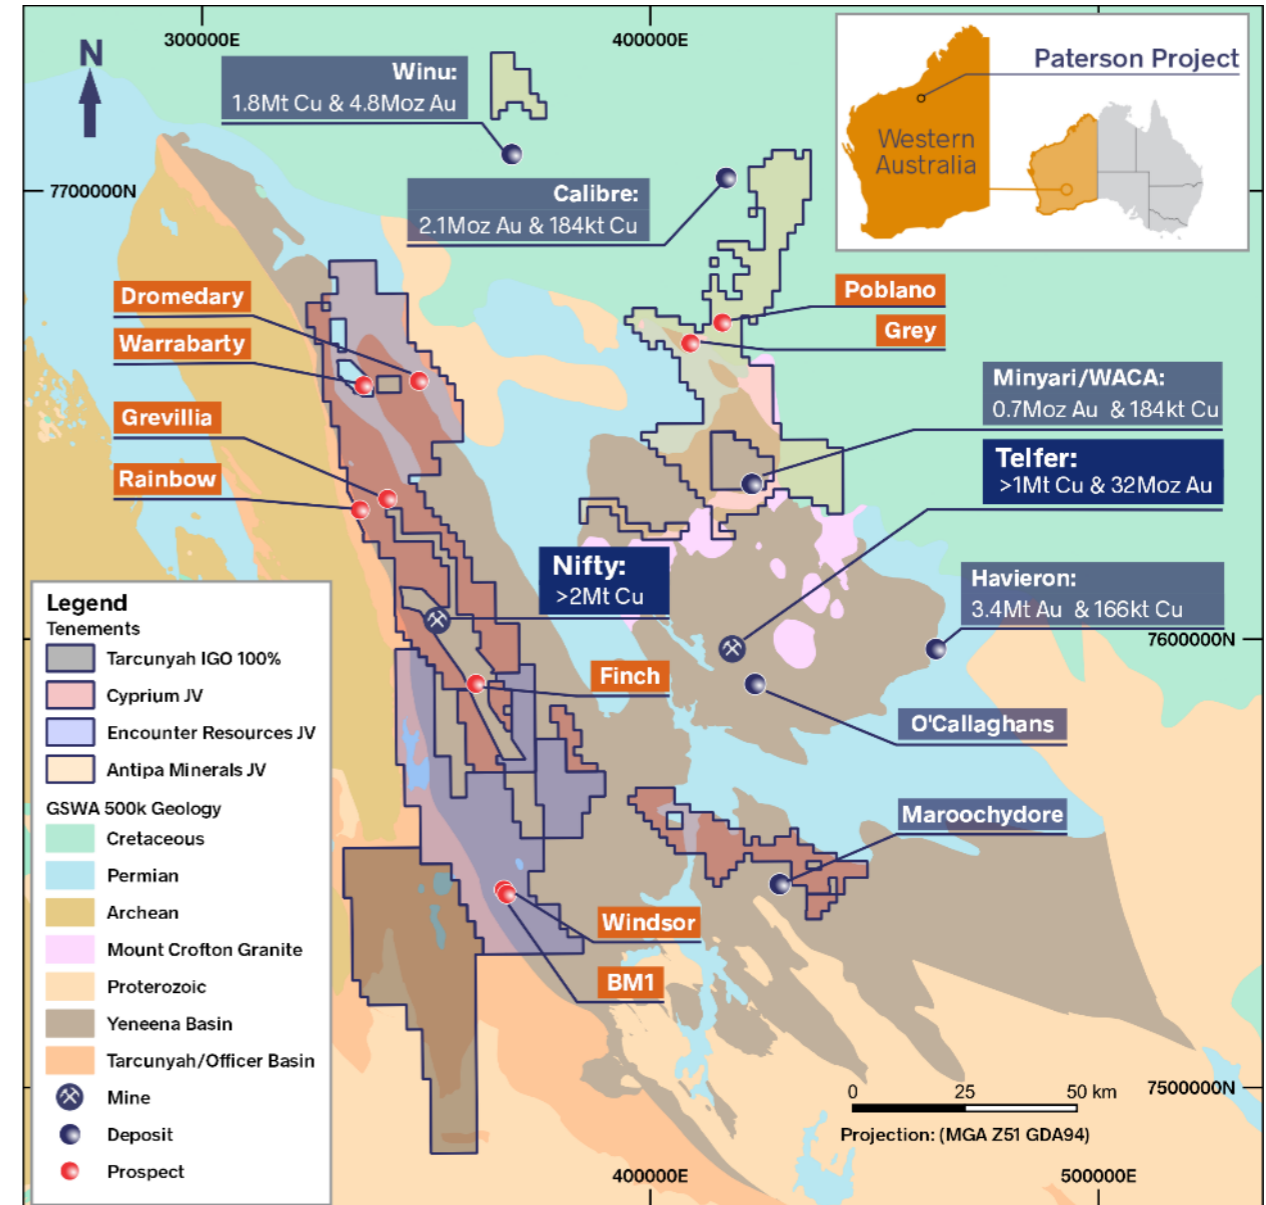 300000E
400000E
N
Winu:
1.8Mt Cu & 4.8Moz Au
Paterson Project
Western
Australia
7700000N
Calibre:
2.1Moz Au & 184kt Cu
Dromedary
Poblano
Warrabarty
Grey
Minyari/WACA:
0.7Moz Au & 184kt Cu
Grevillia
Telfer:
>1Mt Cu & 32Moz Au
Rainbow
Nifty:
>2Mt Cu
Havieron:
3.4Mt Au & 166kt Cu
7600000N
Finch
O'Callaghans
Maroochydore
Windsor
BM1
Legend
Tenements
Tarcunyah IGO 100%
Cyprium JV
Encounter Resources JV
Antipa Minerals JV
GSWA 500k Geology
Cretaceous
Permian
Archean
Mount Crofton Granite
Proterozoic
Yeneena Basin
Tarcunyah/Officer Basin
Mine
Deposit
Prospect
0 25 50 km
7500000N
Projection: (MGA Z51 GDA94)
400000E
500000E